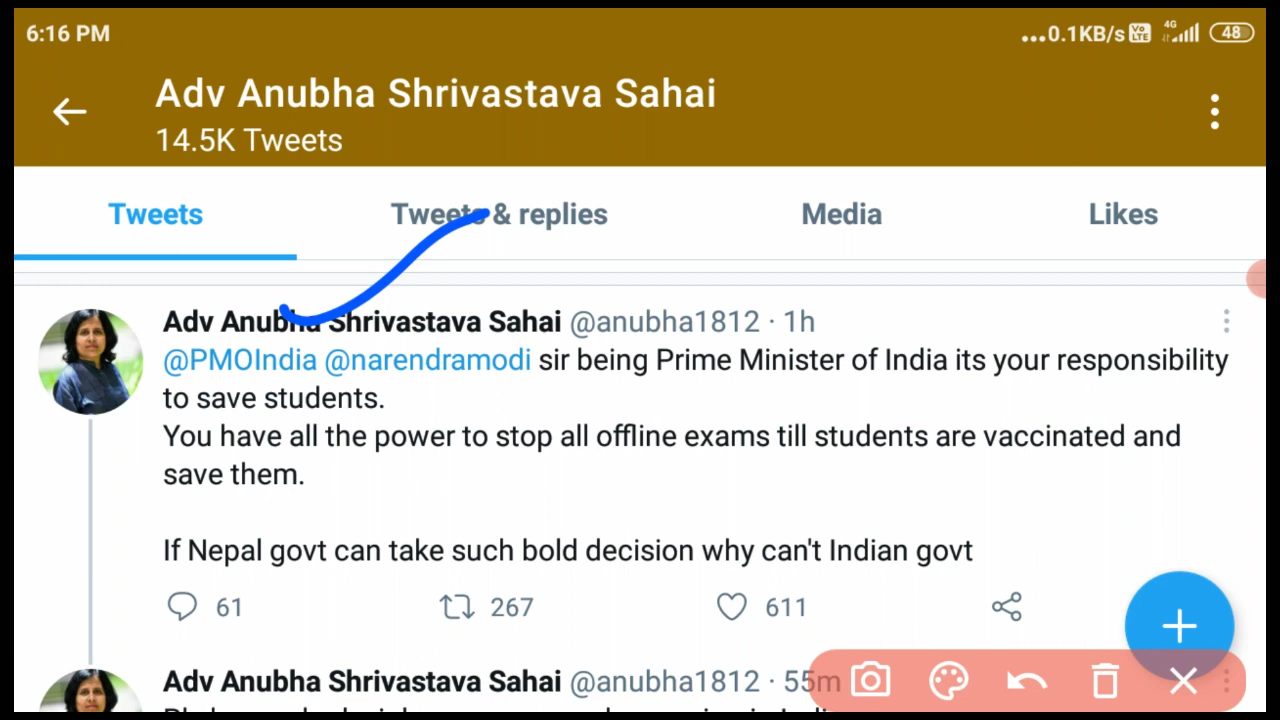 6:16 PM ...0.1KB/s Vo LTE 4G 48
Adv Anubha Shrivastava Sahai
14.5K Tweets
Tweets Tweets & replies Media Likes
Adv Anubha Shrivastava Sahai @anubha1812 · 1h
@PMOIndia @narendramodi sir being Prime Minister of India its your responsibility
to save students.
You have all the power to stop all offline exams till students are vaccinated and
save them.
If Nepal govt can take such bold decision why can't Indian govt
61 267 611
Adv Anubha Shrivastava Sahai @anubha1812 · 55m